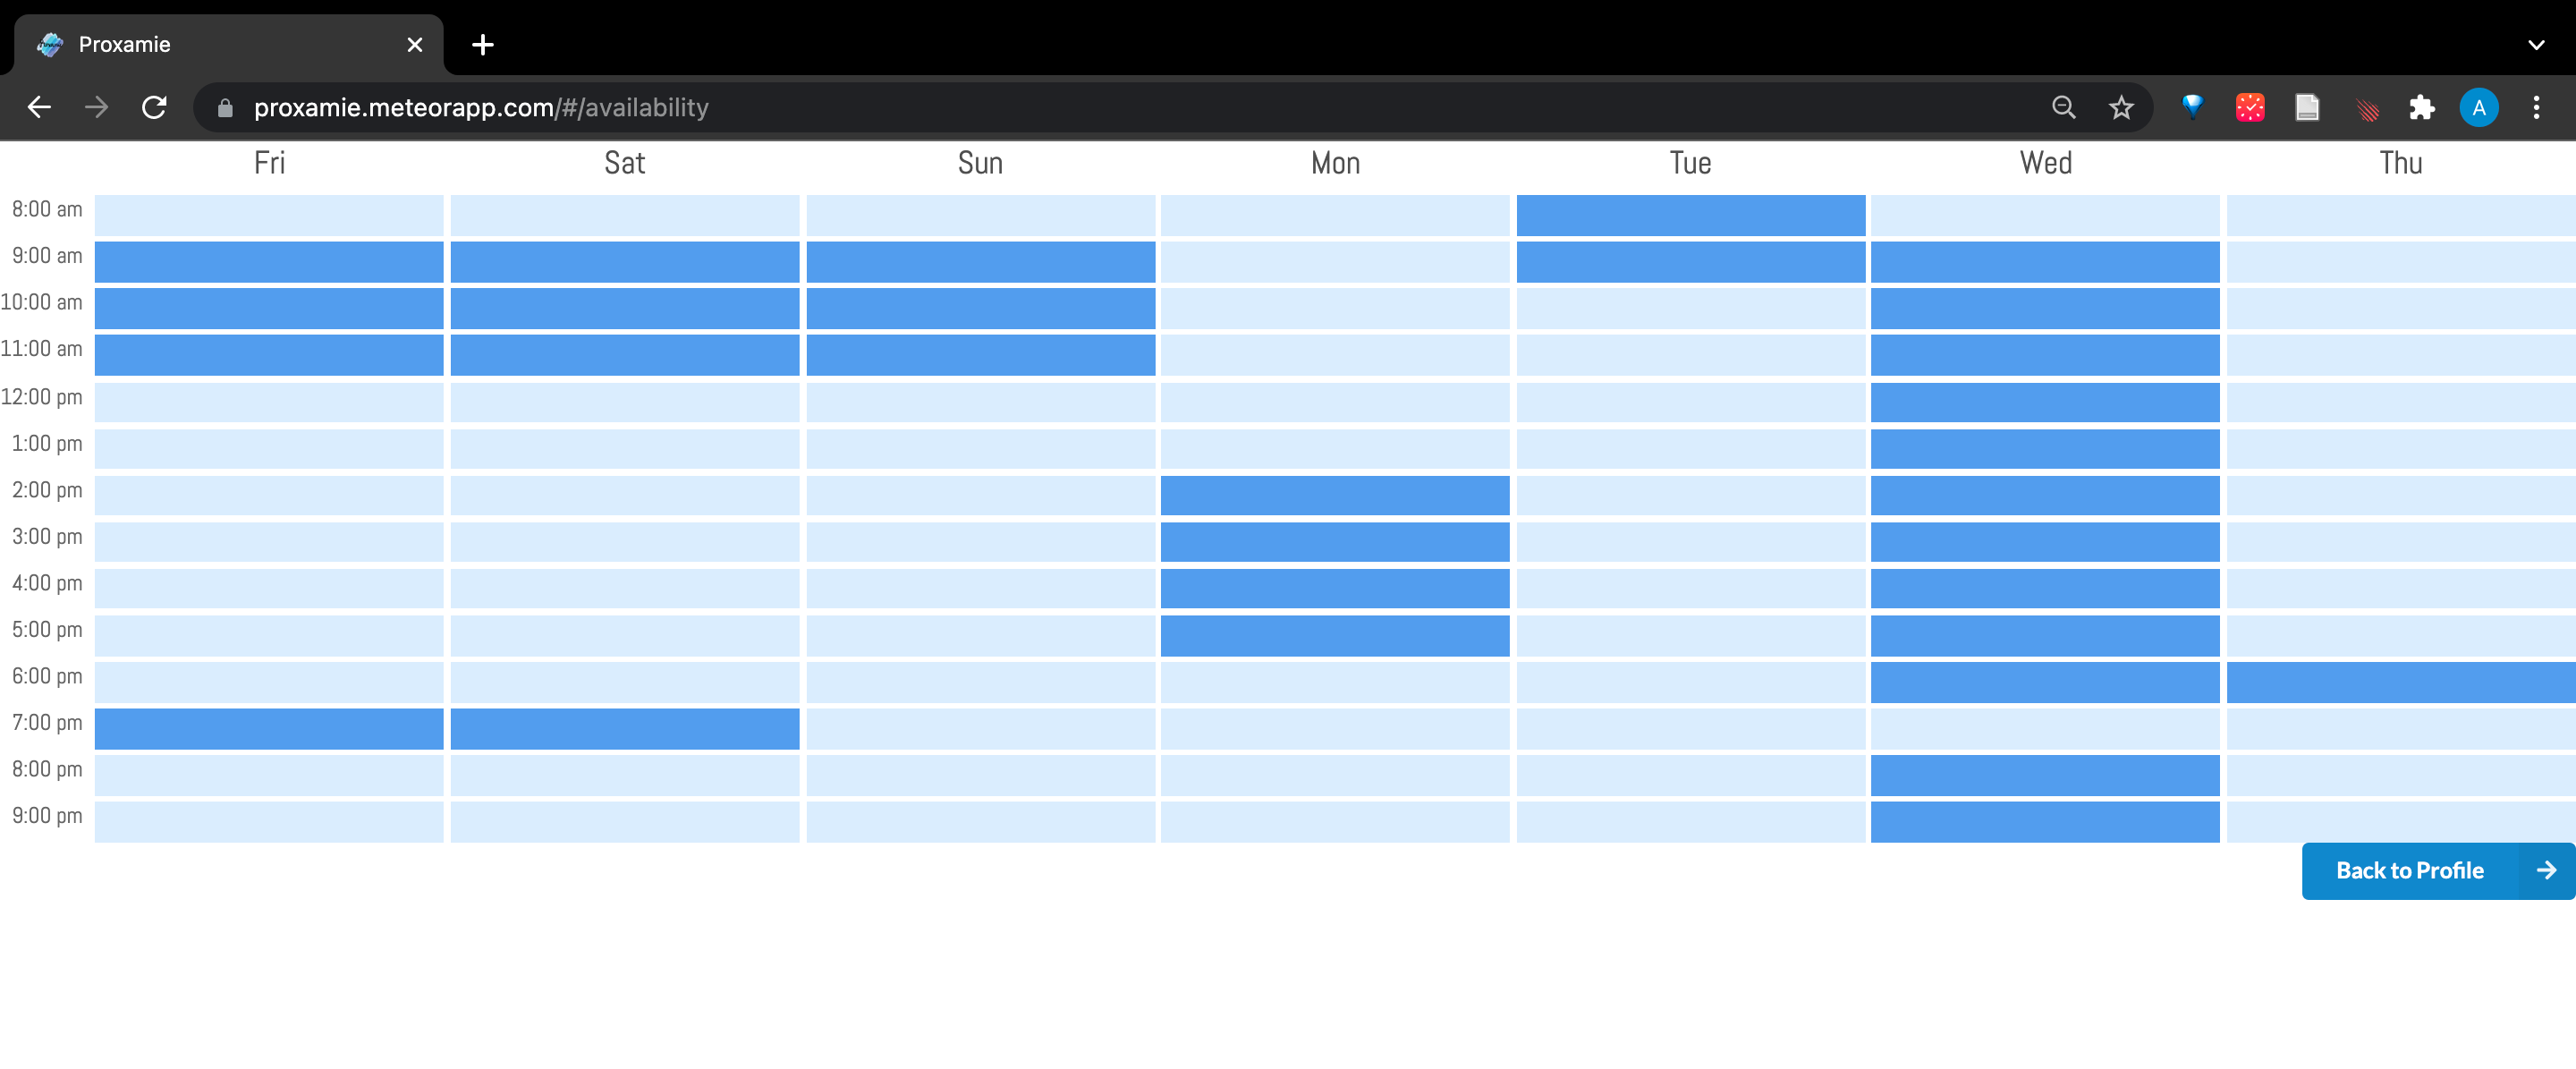 Proxamie
proxamie.meteorapp.com/#/availability
A
Fri Sat Sun Mon Tue Wed Thu
8:00 am
9:00 am
10:00 am
11:00 am
12:00 pm
1:00 pm
2:00 pm
3:00 pm
4:00 pm
5:00 pm
6:00 pm
7:00 pm
8:00 pm
9:00 pm
Back to Profile